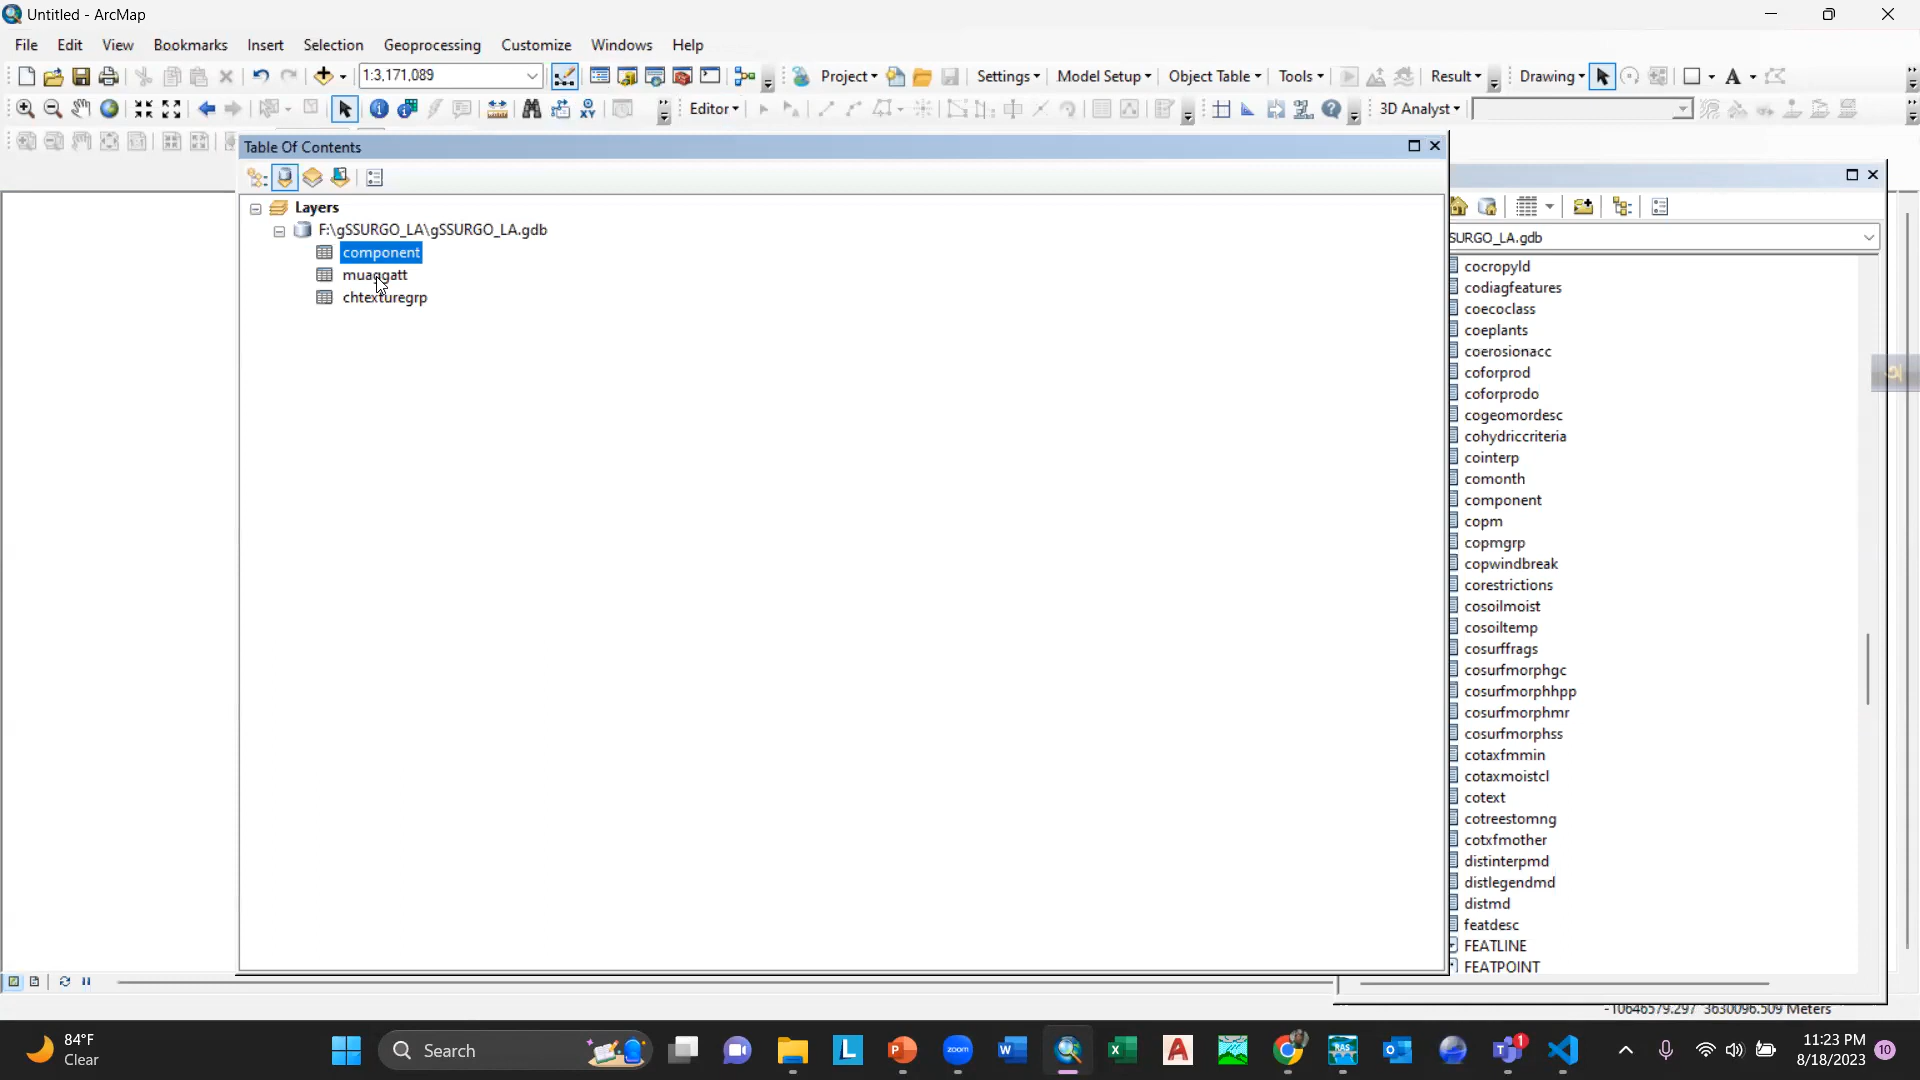 Untitled - ArcMap
File Edit View Bookmarks Insert Selection Geoprocessing Customize Windows Help
1:3,171,089 Project Settings Model Setup Object Table Tools Result Drawing A
Editor 3D Analyst
Table Of Contents
Layers
F:\gSSURGO_LA\gSSURGO_LA.gdb
component
muaggatt
chtexturegrp
SURGO_LA.gdb
cocropyld
codiagfeatures
coecoclass
coeplants
coerosionacc
coforprod
coforprodo
cogeomordesc
cohydriccriteria
cointerp
comonth
component
copm
copmgrp
copwindbreak
corestrictions
cosoilmoist
cosoiltemp
cosurffrags
cosurfmorphgc
cosurfmorphhpp
cosurfmorphmr
cosurfmorphss
cotaxfmmin
cotaxmoistcl
cotext
cotreestomng
cotxfmother
distinterpmd
distlegendmd
distmd
featdesc
FEATLINE
FEATPOINT
-10646579.297 3630096.509 Meters
84°F
Clear
Search
zoom
RAS
1
11:23 PM
8/18/2023
10